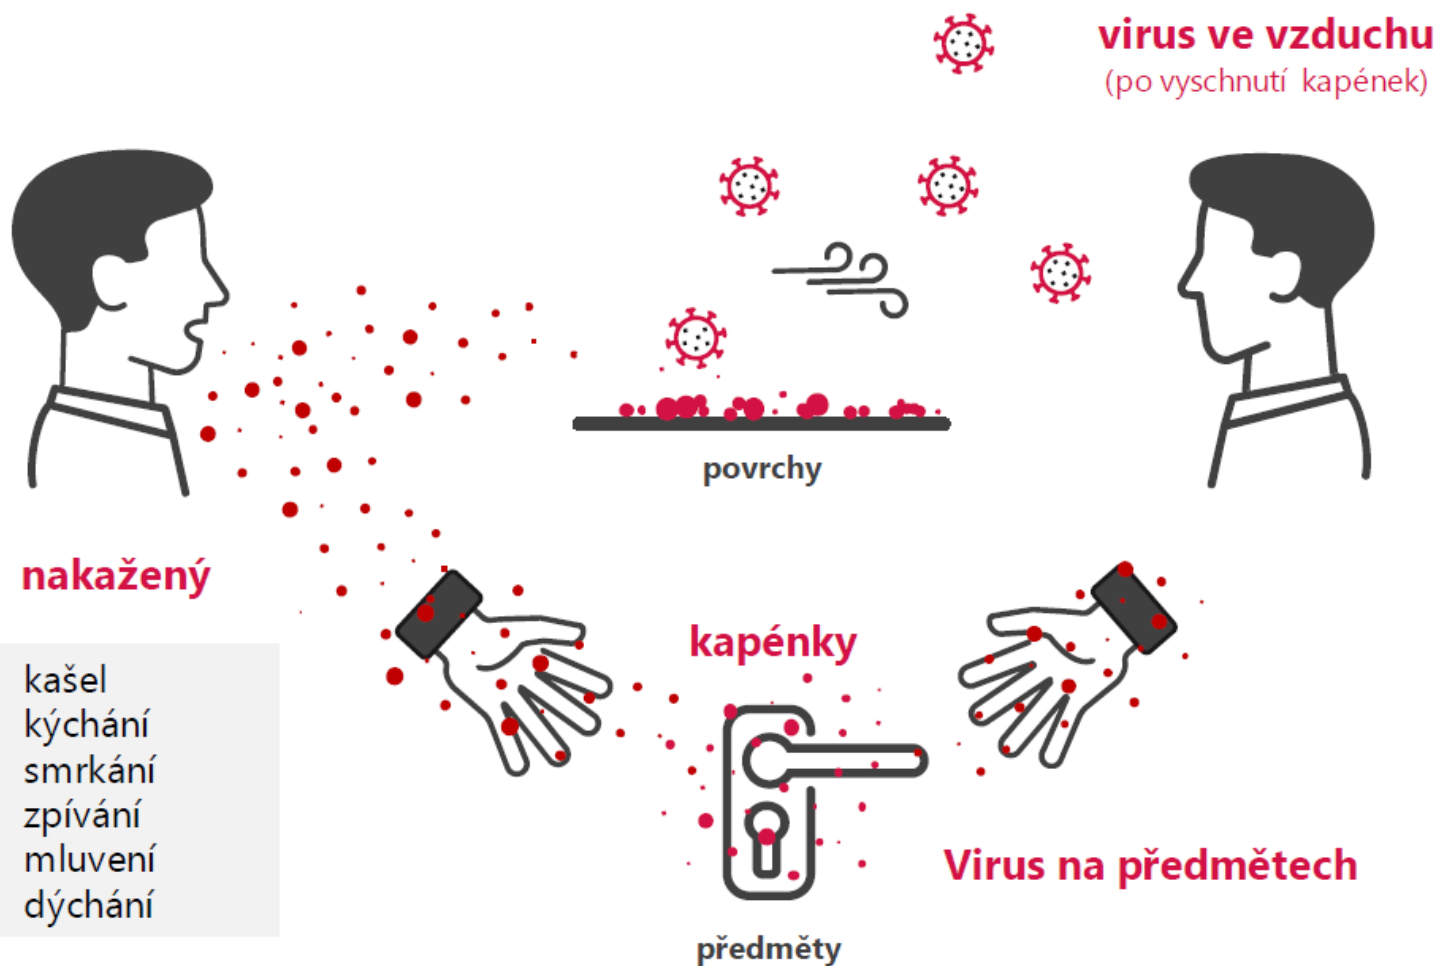 virus ve vzduchu
(po vyschnutí kapének)
povrchy
nakažený
kašel
kýchání
smrkání
zpívání
mluvení
dýchání
kapénky
Virus na předmětech
předměty